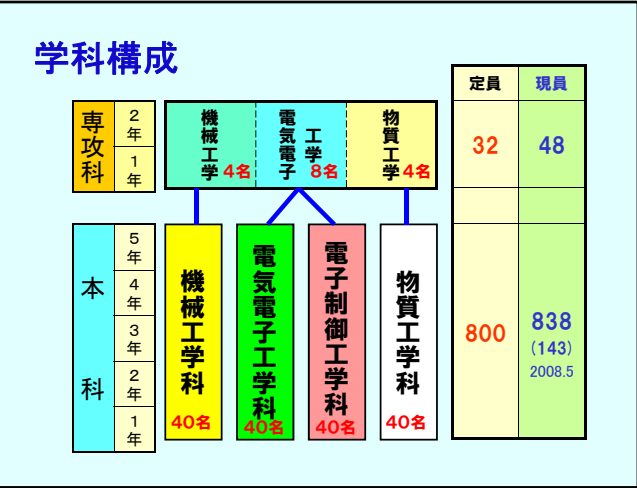 学科構成
定員
現員
専攻科
2年
1年
機械工学
4名
電気電子
工学
8名
物質工学
4名
32
48
本科
5年
4年
3年
2年
1年
機械工学科
40名
電気電子工学科
40名
電子制御工学科
40名
物質工学科
40名
800
838
(143)
2008.5